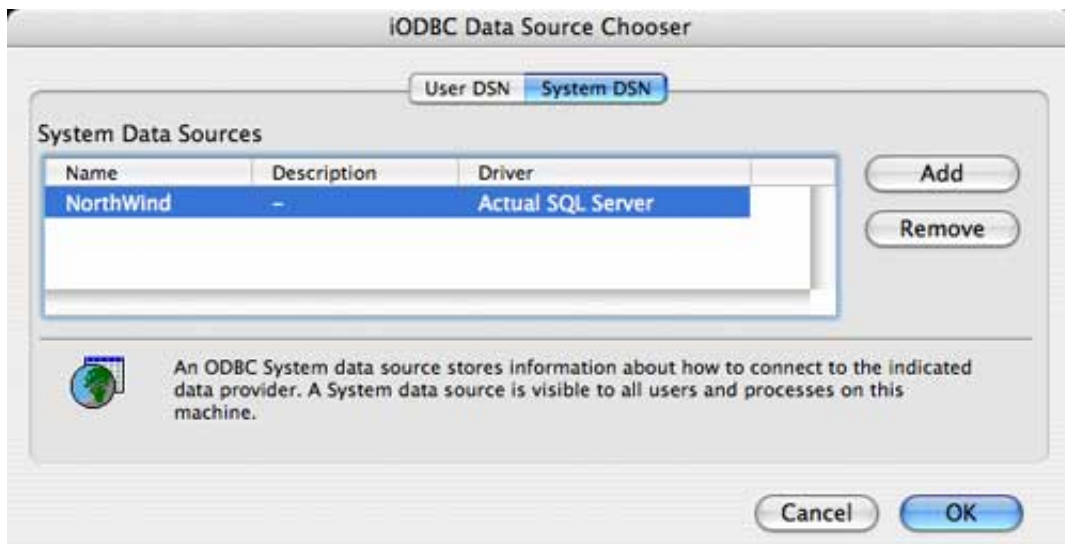 iODBC Data Source Chooser
User DSN System DSN
System Data Sources
Name Description Driver
NorthWind – Actual SQL Server
Add
Remove
An ODBC System data source stores information about how to connect to the indicated
data provider. A System data source is visible to all users and processes on this
machine.
Cancel OK